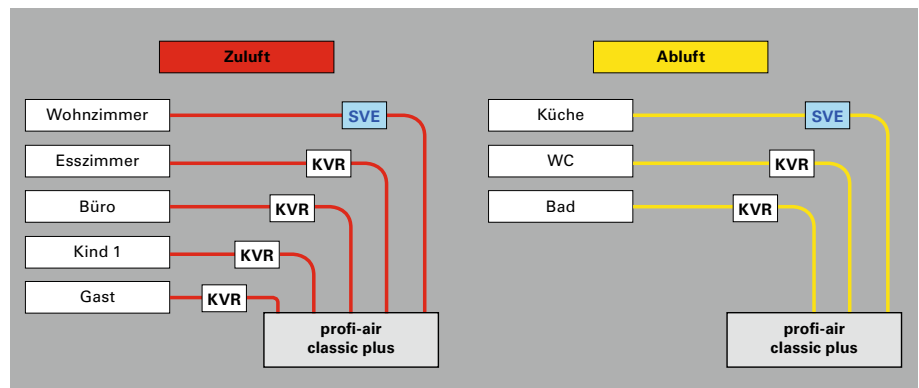 Zuluft
Wohnzimmer SVE
Esszimmer KVR
Büro KVR
Kind 1 KVR
Gast KVR
profi-air
classic plus
Abluft
Küche SVE
WC KVR
Bad KVR
profi-air
classic plus